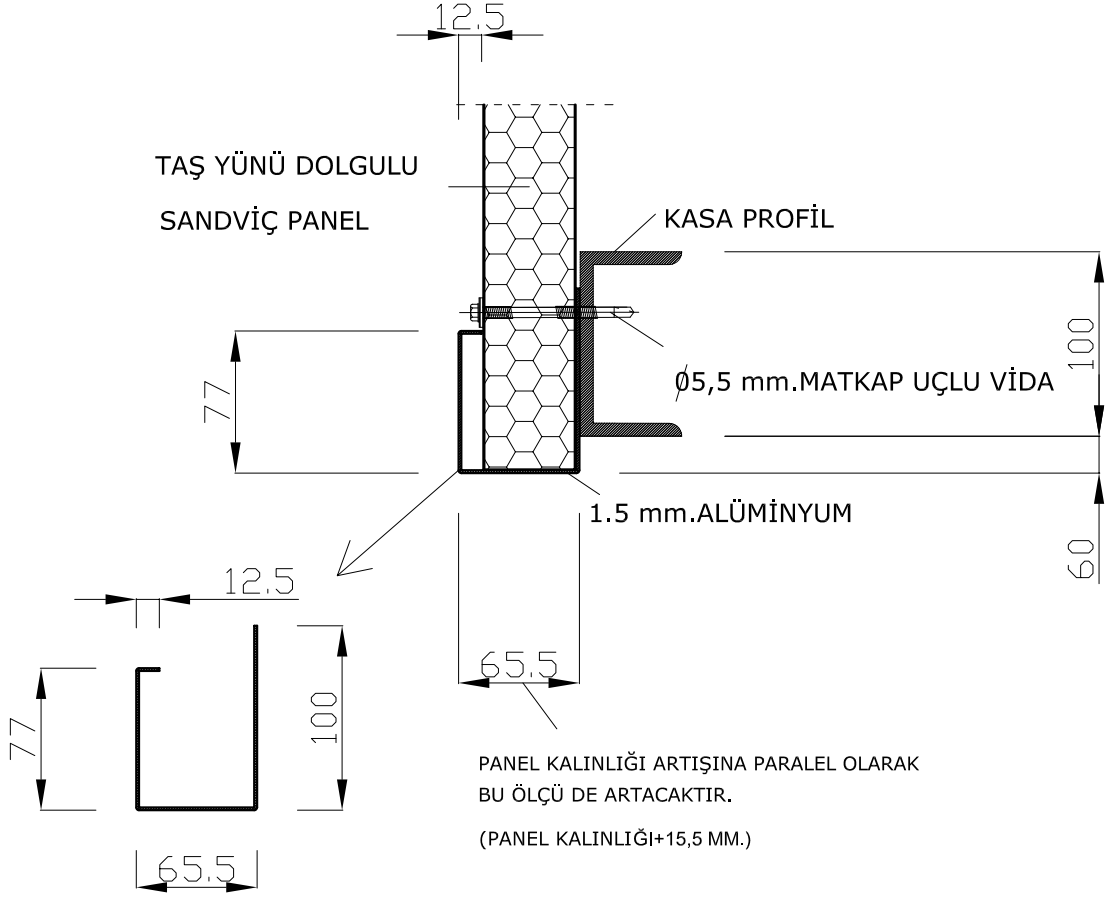 12.5
TAŞ YÜNÜ DOLGULU
SANDVİÇ PANEL
KASA PROFİL
100
77
Ø5,5 mm.MATKAP UÇLU VİDA
1.5 mm.ALÜMİNYUM
60
12.5
65.5
77
100
PANEL KALINLIĞI ARTIŞINA PARALEL OLARAK
BU ÖLÇÜ DE ARTACAKTIR.
(PANEL KALINLIĞI+15,5 MM.)
65.5